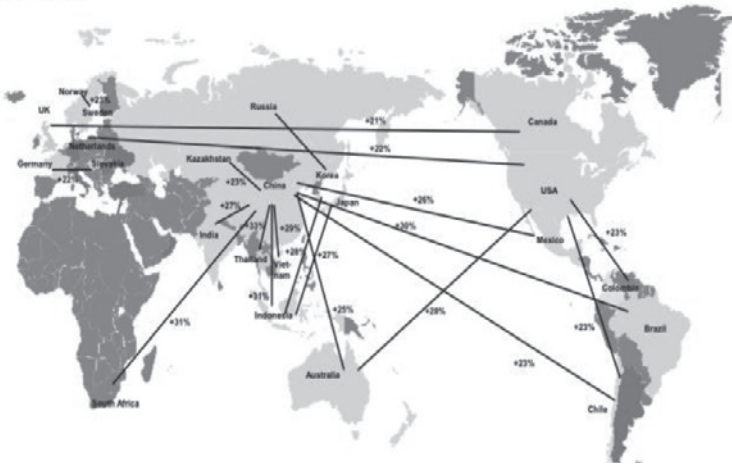 Norway
+23%
Sweden
UK
Russia
+21%
Canada
Netherlands
+22%
Germany
Slovakia
+22%
Kazakhstan
Korea
+23%
China
USA
Japan
+26%
+27%
+30%
+33%
+29%
+23%
India
+28%
+27%
Mexico
Thailand
Viet-
nam
Colombia
+31%
+25%
+28%
Indonesia
Brazil
+31%
+23%
+23%
Australia
South Africa
Chile